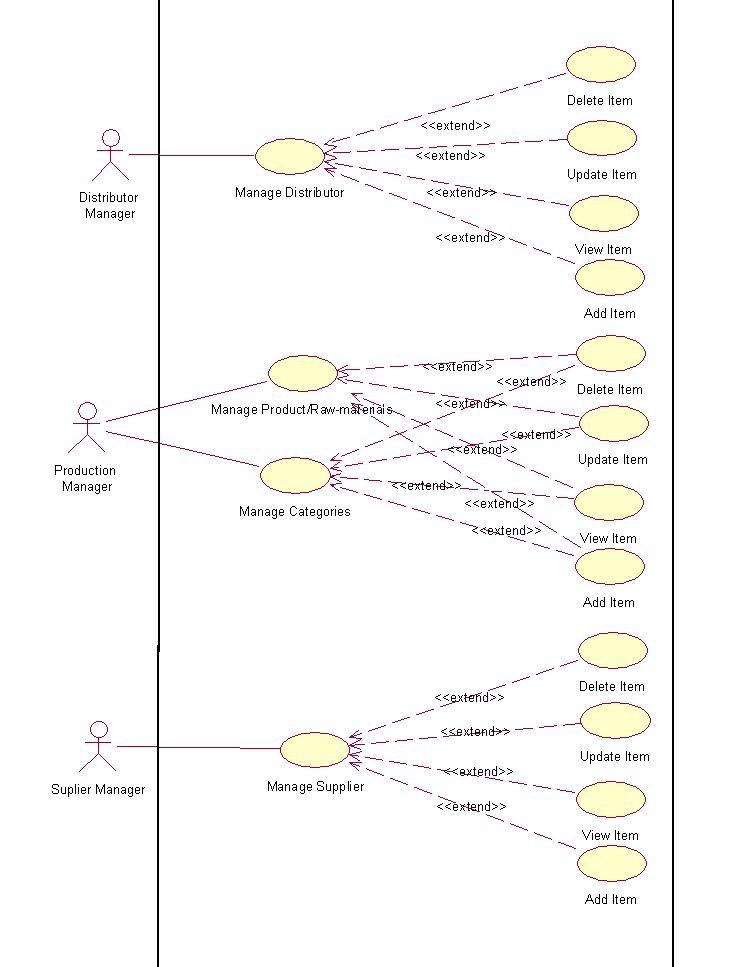 Delete Item
<<extend>>
<<extend>>
Update Item
Distributor
Manager
Manage Distributor
<<extend>>
<<extend>>
View Item
Add Item
<<extend>>
<<extend>>
Delete Item
Manage Product/Raw-materials
<<extend>>
<<extend>>
<<extend>>
Update Item
Production
Manager
<<extend>>
Manage Categories
<<extend>>
<<extend>>
View Item
Add Item
Delete Item
<<extend>>
<<extend>>
Update Item
Suplier Manager
Manage Supplier
<<extend>>
<<extend>>
View Item
Add Item